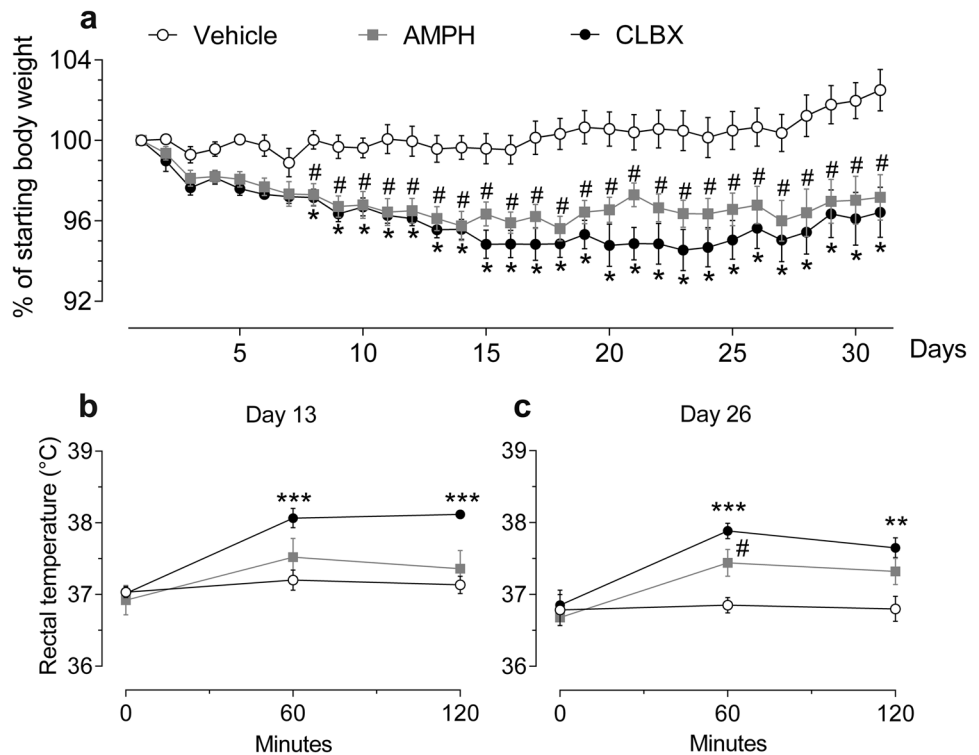 a
Vehicle AMPH CLBX
% of starting body weight
104
100
96
92
# # # # # # # # # # # # # # # # # # # # # # # #
* * * * * * * * * * * * * * * * * * * * * * * *
5 10 15 20 25 30 Days
b
Day 13
Rectal temperature (°C)
39
38
37
36
*** ***
0 60 120
Minutes
c
Day 26
39
38
37
36
*** **
#
0 60 120
Minutes